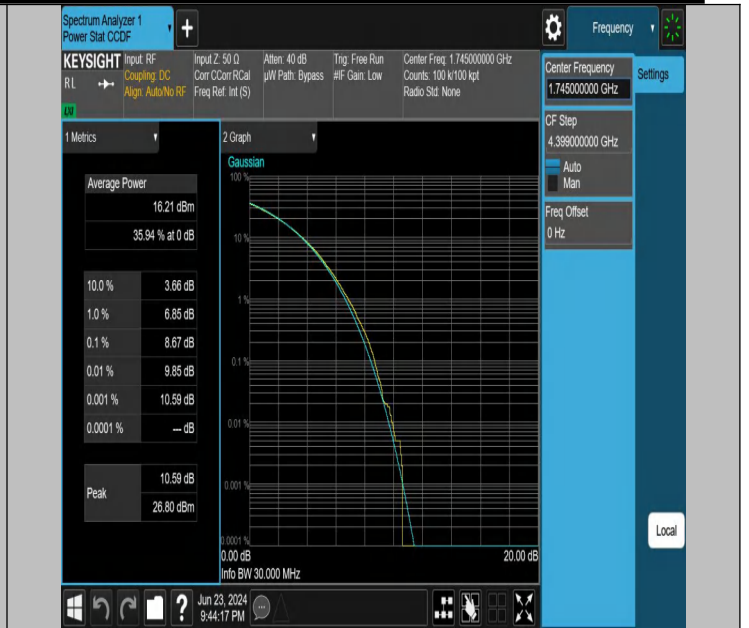 Spectrum Analyzer 1
Power Stat CCDF
+
Frequency
KEYSIGHT
RL
LXI
Input: RF
Coupling: DC
Align: Auto/No RF
Input Z: 50 Ω
Corr CCorr RCal
Freq Ref: Int (S)
Atten: 40 dB
µW Path: Bypass
Trig: Free Run
#IF Gain: Low
Center Freq: 1.745000000 GHz
Counts: 100 k/100 kpt
Radio Std: None
Center Frequency
1.745000000 GHz
Settings
CF Step
4.399000000 GHz
Auto
Man
Freq Offset
0 Hz
1 Metrics
Average Power
16.21 dBm
35.94 % at 0 dB
10.0 % 3.66 dB
1.0 % 6.85 dB
0.1 % 8.67 dB
0.01 % 9.85 dB
0.001 % 10.59 dB
0.0001 % --- dB
Peak
10.59 dB
26.80 dBm
2 Graph
Gaussian
100 %
10 %
1 %
0.1 %
0.01 %
0.001 %
0.0001 %
0.00 dB 20.00 dB
Info BW 30.000 MHz
Local
?
Jun 23, 2024
9:44:17 PM